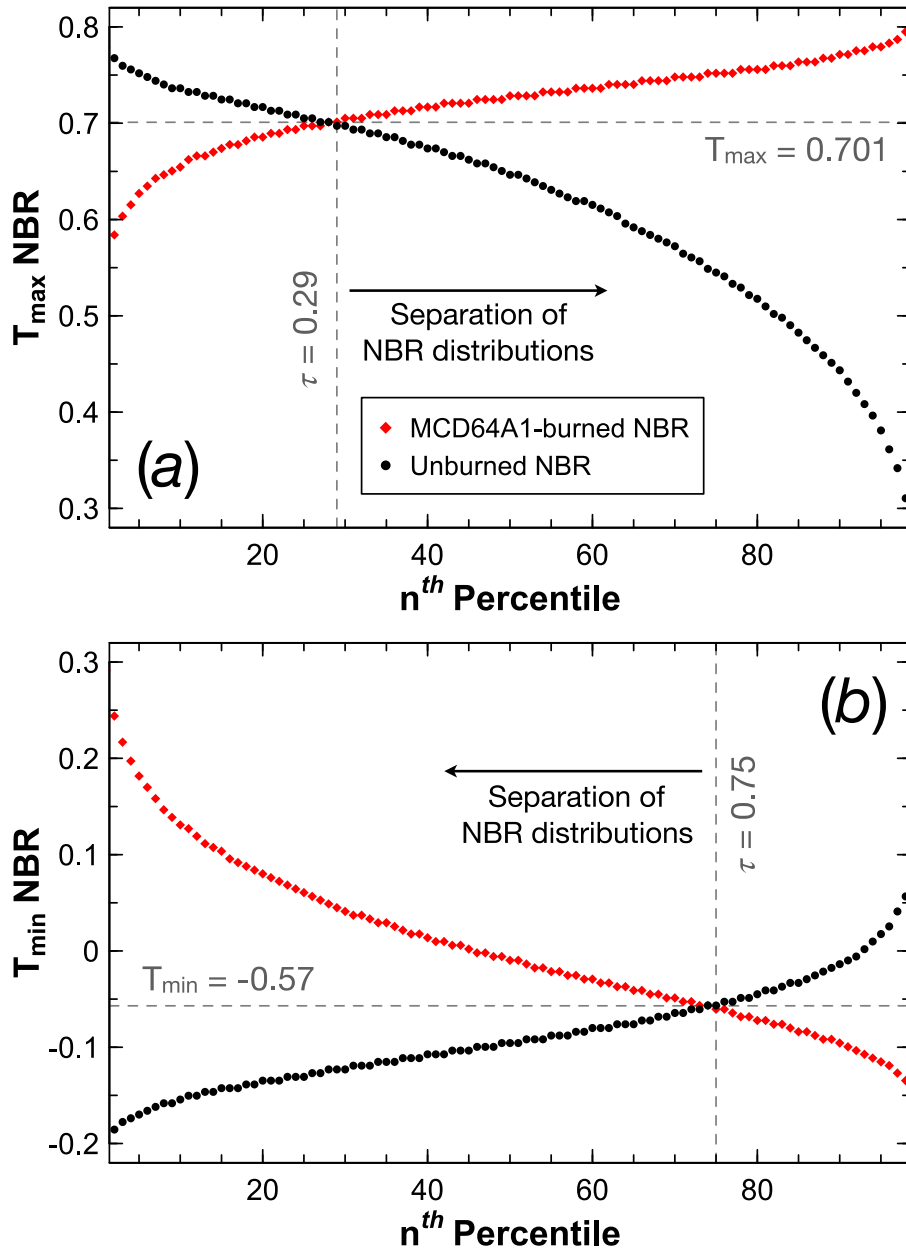 0.8
0.7
0.6
0.5
0.4
0.3
T_max NBR
T_max = 0.701
τ = 0.29
Separation of
NBR distributions
MCD64A1-burned NBR
Unburned NBR
(a)
20 40 60 80
n^th Percentile
0.3
0.2
0.1
0
-0.1
-0.2
T_min NBR
(b)
Separation of
NBR distributions
τ = 0.75
T_min = -0.57
20 40 60 80
n^th Percentile